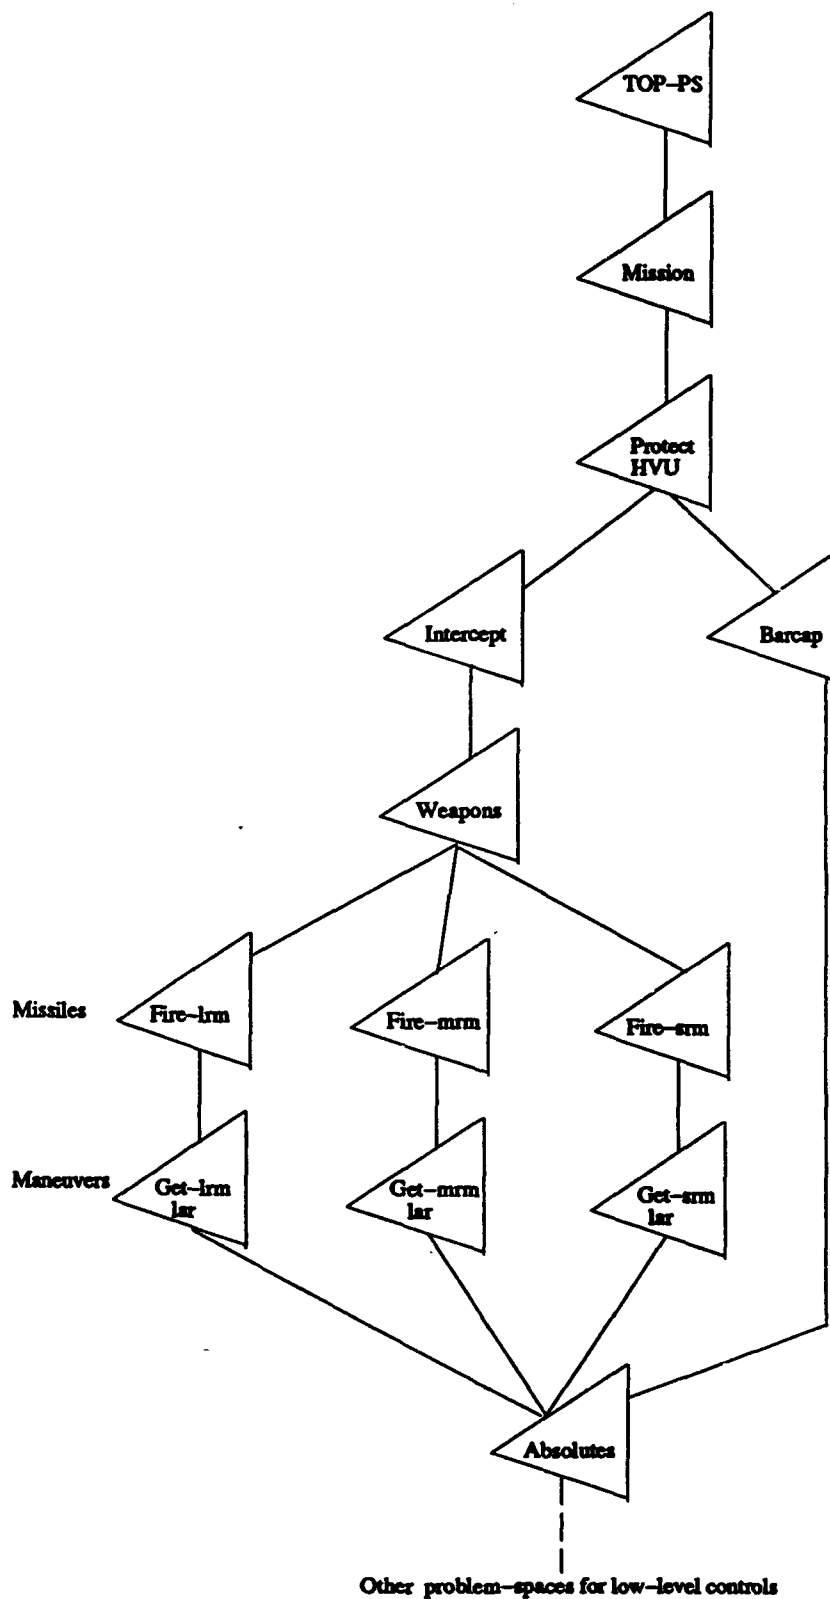 TOP–PS
Mission
Protect
HVU
Intercept
Barcap
Weapons
Missiles
Fire–lrm
Fire–mrm
Fire–srm
Maneuvers
Get–lrm
lar
Get–mrm
lar
Get–srm
lar
Absolutes
Other problem–spaces for low–level controls